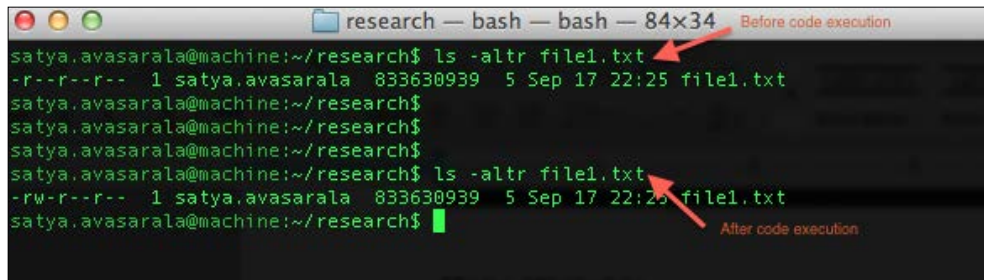 research — bash — bash — 84×34
Before code execution
satya.avasarala@machine:~/research$ ls -altr file1.txt
-r--r--r-- 1 satya.avasarala 833630939 5 Sep 17 22:25 file1.txt
satya.avasarala@machine:~/research$
satya.avasarala@machine:~/research$
satya.avasarala@machine:~/research$
satya.avasarala@machine:~/research$ ls -altr file1.txt
-rw-r--r-- 1 satya.avasarala 833630939 5 Sep 17 22:25 file1.txt
satya.avasarala@machine:~/research$
After code execution